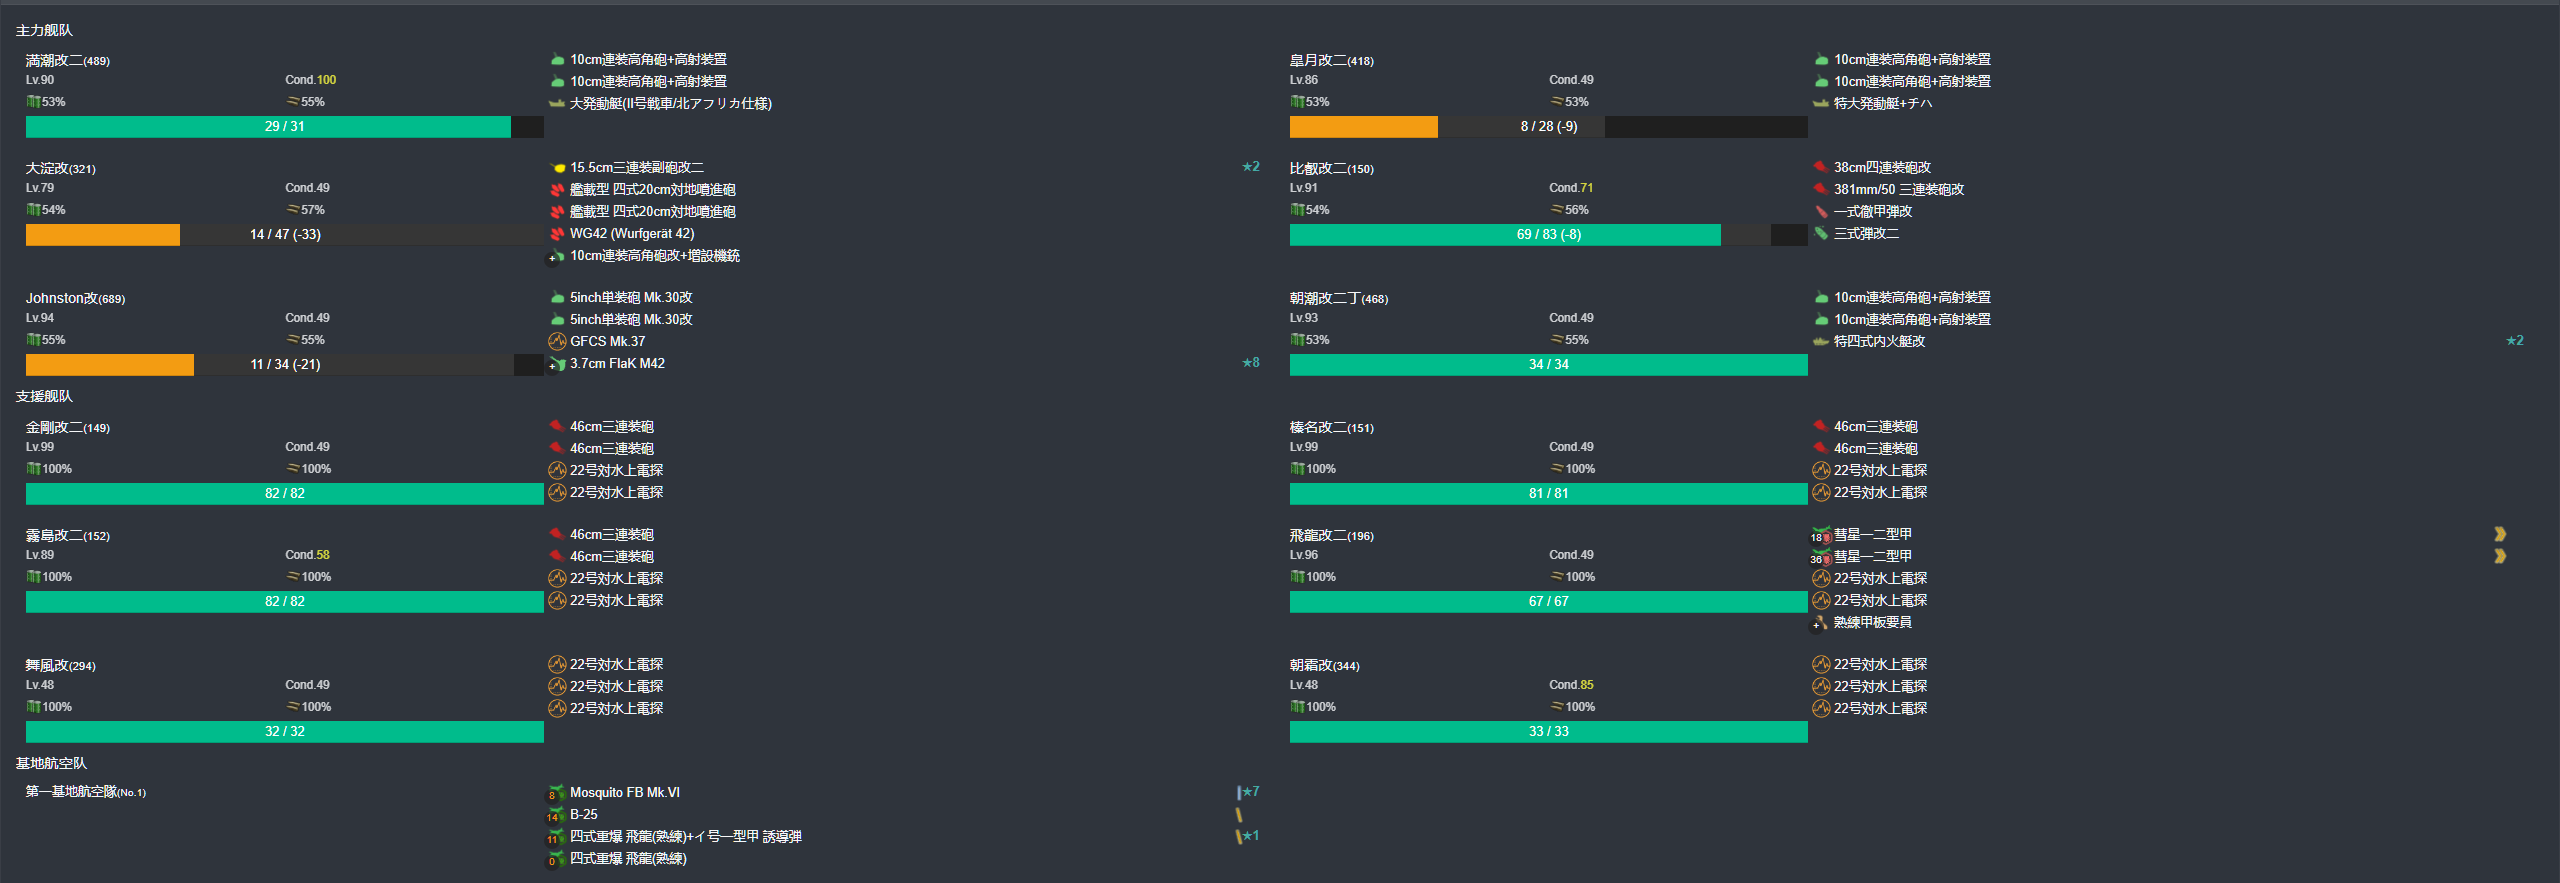 主力舰队
満潮改二(489)
Lv.90 Cond.100
53% 55%
29 / 31
10cm連装高角砲+高射装置
10cm連装高角砲+高射装置
大発動艇(II号戦車/北アフリカ仕様)
皐月改二(418)
Lv.86 Cond.49
53% 53%
8 / 28 (-9)
10cm連装高角砲+高射装置
10cm連装高角砲+高射装置
特大発動艇+チハ
大淀改(321)
Lv.79 Cond.49
54% 57%
14 / 47 (-33)
15.5cm三連装副砲改二 ★2
艦載型 四式20cm対地噴進砲
艦載型 四式20cm対地噴進砲
WG42 (Wurfgerät 42)
+ 10cm連装高角砲改+増設機銃
比叡改二(150)
Lv.91 Cond.71
54% 56%
69 / 83 (-8)
38cm四連装砲改
381mm/50 三連装砲改
一式徹甲弾改
三式弾改二
Johnston改(689)
Lv.94 Cond.49
55% 55%
11 / 34 (-21)
5inch単装砲 Mk.30改
5inch単装砲 Mk.30改
GFCS Mk.37
+ 3.7cm FlaK M42 ★8
朝潮改二丁(468)
Lv.93 Cond.49
53% 55%
34 / 34
10cm連装高角砲+高射装置
10cm連装高角砲+高射装置
特四式内火艇改 ★2
支援舰队
金剛改二(149)
Lv.99 Cond.49
100% 100%
82 / 82
46cm三連装砲
46cm三連装砲
22号対水上電探
22号対水上電探
榛名改二(151)
Lv.99 Cond.49
100% 100%
81 / 81
46cm三連装砲
46cm三連装砲
22号対水上電探
22号対水上電探
霧島改二(152)
Lv.89 Cond.58
100% 100%
82 / 82
46cm三連装砲
46cm三連装砲
22号対水上電探
22号対水上電探
飛龍改二(196)
Lv.96 Cond.49
100% 100%
67 / 67
18 彗星一二型甲
36 彗星一二型甲
22号対水上電探
22号対水上電探
+ 熟練甲板要員
舞風改(294)
Lv.48 Cond.49
100% 100%
32 / 32
22号対水上電探
22号対水上電探
22号対水上電探
朝霜改(344)
Lv.48 Cond.85
100% 100%
33 / 33
22号対水上電探
22号対水上電探
22号対水上電探
基地航空队
第一基地航空隊(No.1)
8 Mosquito FB Mk.VI ★7
14 B-25
11 四式重爆 飛龍(熟練)+イ号一型甲 誘導弾 ★1
0 四式重爆 飛龍(熟練)